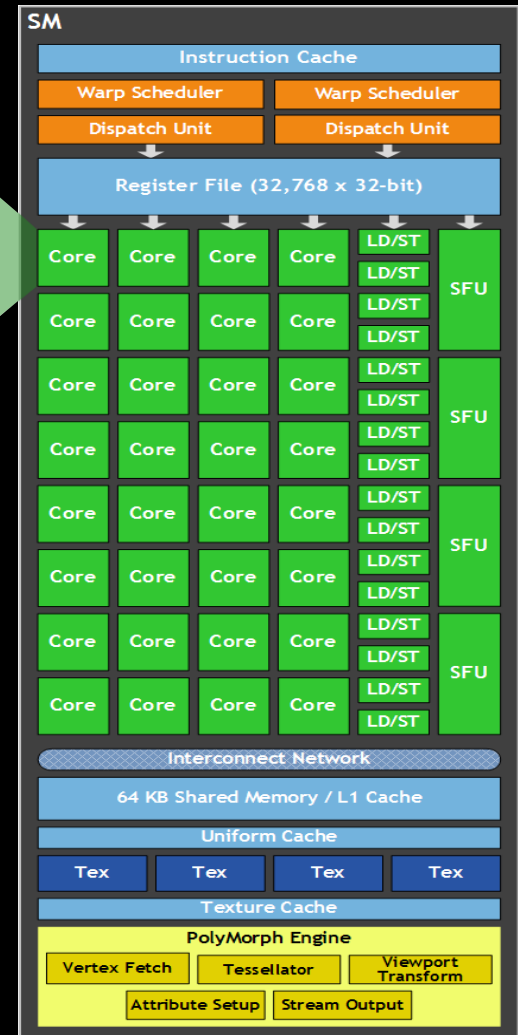 SM
Instruction Cache
Warp Scheduler Warp Scheduler
Dispatch Unit Dispatch Unit
Register File (32,768 x 32-bit)
LD/ST
Core Core Core Core
LD/ST
SFU
LD/ST
Core Core Core Core
LD/ST
LD/ST
Core Core Core Core
LD/ST
SFU
LD/ST
Core Core Core Core
LD/ST
LD/ST
Core Core Core Core
LD/ST
SFU
LD/ST
Core Core Core Core
LD/ST
LD/ST
Core Core Core Core
LD/ST
SFU
LD/ST
Core Core Core Core
LD/ST
Interconnect Network
64 KB Shared Memory / L1 Cache
Uniform Cache
Tex Tex Tex Tex
Texture Cache
PolyMorph Engine
Vertex Fetch Tessellator Viewport
Transform
Attribute Setup Stream Output